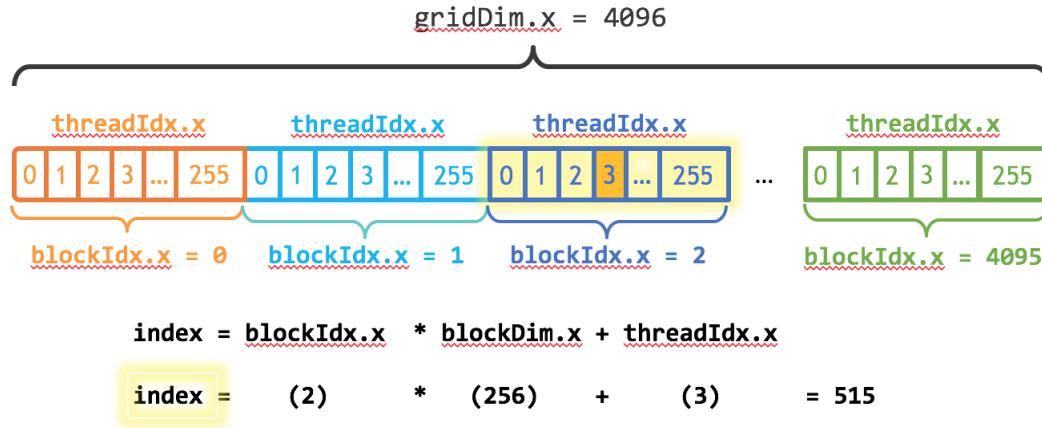 gridDim.x = 4096
threadIdx.x threadIdx.x threadIdx.x threadIdx.x
0 1 2 3 ... 255 0 1 2 3 ... 255 0 1 2 3 ... 255 ... 0 1 2 3 ... 255
blockIdx.x = 0 blockIdx.x = 1 blockIdx.x = 2 blockIdx.x = 4095
index = blockIdx.x * blockDim.x + threadIdx.x
index = (2) * (256) + (3) = 515